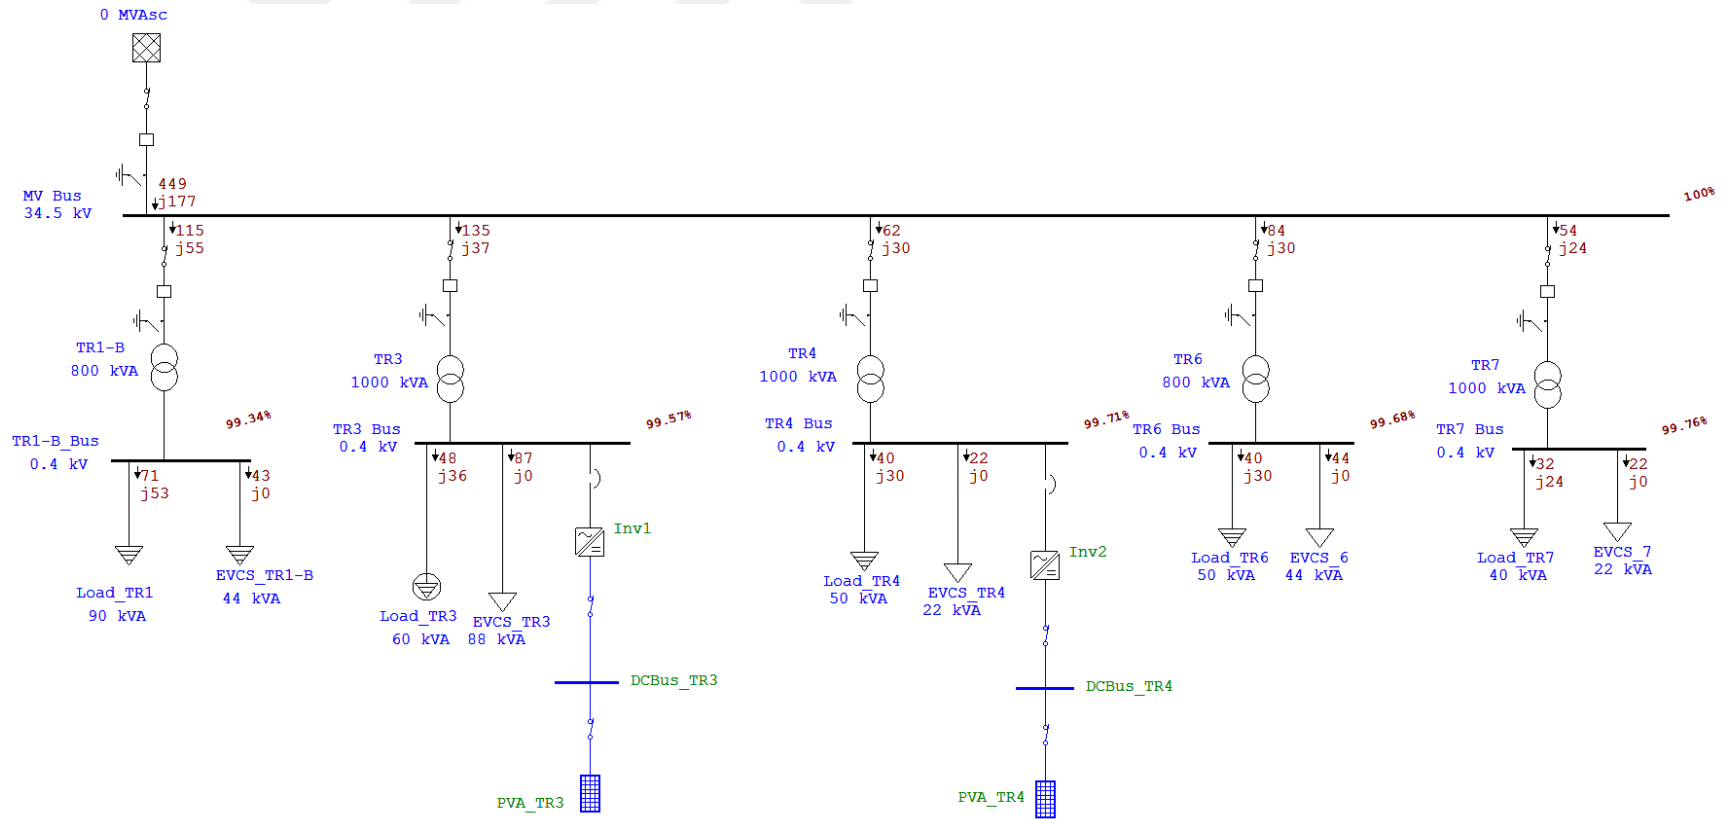 0 MVAsc
449
j177
MV Bus
34.5 kV
100%
115
j55
135
j37
62
j30
84
j30
54
j24
TR1-B
800 kVA
TR3
1000 kVA
TR4
1000 kVA
TR6
800 kVA
TR7
1000 kVA
99.34%
99.57%
99.71%
99.68%
99.76%
TR1-B_Bus
0.4 kV
TR3 Bus
0.4 kV
TR4 Bus
0.4 kV
TR6 Bus
0.4 kV
TR7 Bus
0.4 kV
71
j53
43
j0
48
j36
87
j0
40
j30
22
j0
40
j30
44
j0
32
j24
22
j0
Inv1
Inv2
Load_TR1
90 kVA
EVCS_TR1-B
44 kVA
Load_TR3
60 kVA
EVCS_TR3
88 kVA
Load_TR4
50 kVA
EVCS_TR4
22 kVA
Load_TR6
50 kVA
EVCS_6
44 kVA
Load_TR7
40 kVA
EVCS_7
22 kVA
DCBus_TR3
DCBus_TR4
PVA_TR3
PVA_TR4